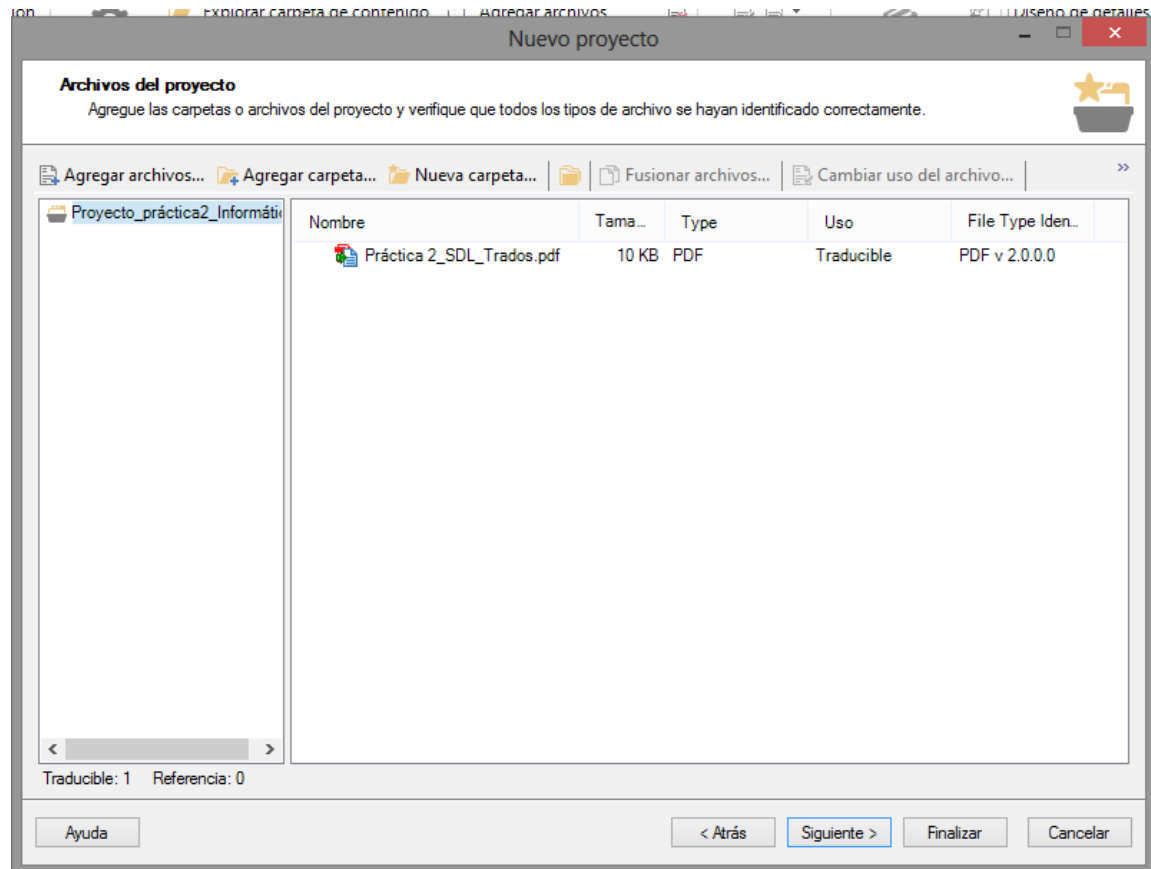 Explorar carpeta de contenido Agregar archivos Diseño de detalles
Nuevo proyecto
Archivos del proyecto
Agregue las carpetas o archivos del proyecto y verifique que todos los tipos de archivo se hayan identificado correctamente.
Agregar archivos... Agregar carpeta... Nueva carpeta... Fusionar archivos... Cambiar uso del archivo... »
Proyecto_práctica2_Informátic
Nombre Tama... Type Uso File Type Iden...
Práctica 2_SDL_Trados.pdf 10 KB PDF Traducible PDF v 2.0.0.0
Traducible: 1 Referencia: 0
Ayuda < Atrás Siguiente > Finalizar Cancelar